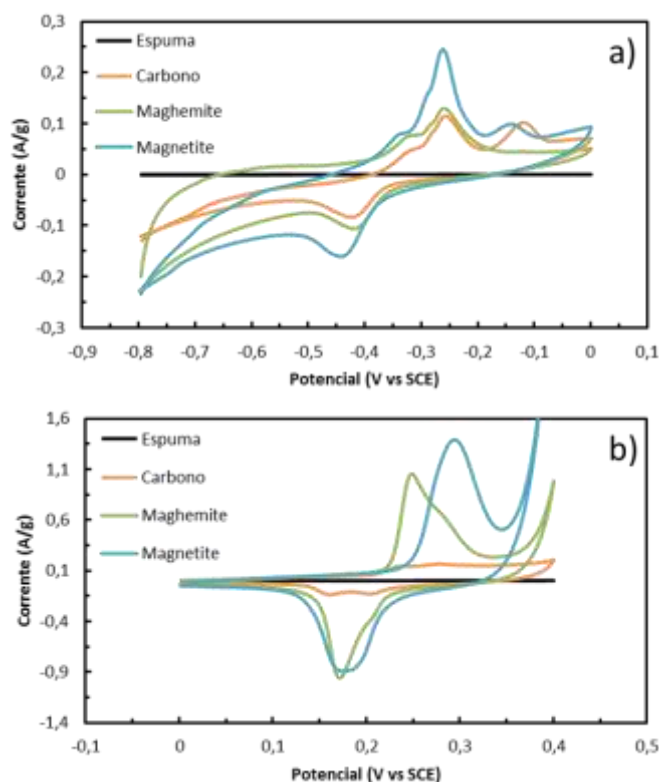 a)
0,3
0,2
0,1
0
-0,1
-0,2
-0,3
Corrente (A/g)
Espuma
Carbono
Maghemite
Magnetite
-0,9 -0,8 -0,7 -0,6 -0,5 -0,4 -0,3 -0,2 -0,1 0 0,1
Potencial (V vs SCE)
b)
1,6
1,1
0,6
0,1
-0,4
-0,9
-1,4
Corrente (A/g)
Espuma
Carbono
Maghemite
Magnetite
-0,1 0 0,1 0,2 0,3 0,4 0,5
Potencial (V vs SCE)